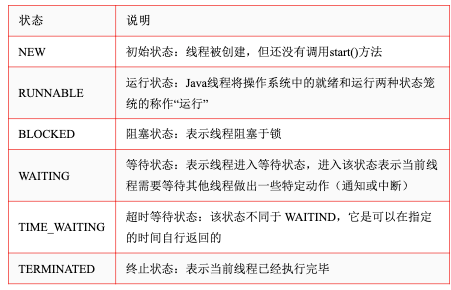 状态 说明
NEW 初始状态：线程被创建，但还没有调用start()方法
RUNNABLE 运行状态：Java线程将操作系统中的就绪和运行两种状态笼
统的称作“运行”
BLOCKED 阻塞状态：表示线程阻塞于锁
WAITING 等待状态：表示线程进入等待状态，进入该状态表示当前线
程需要等待其他线程做出一些特定动作（通知或中断）
TIME_WAITING 超时等待状态：该状态不同于 WAITIND，它是可以在指定
的时间自行返回的
TERMINATED 终止状态：表示当前线程已经执行完毕